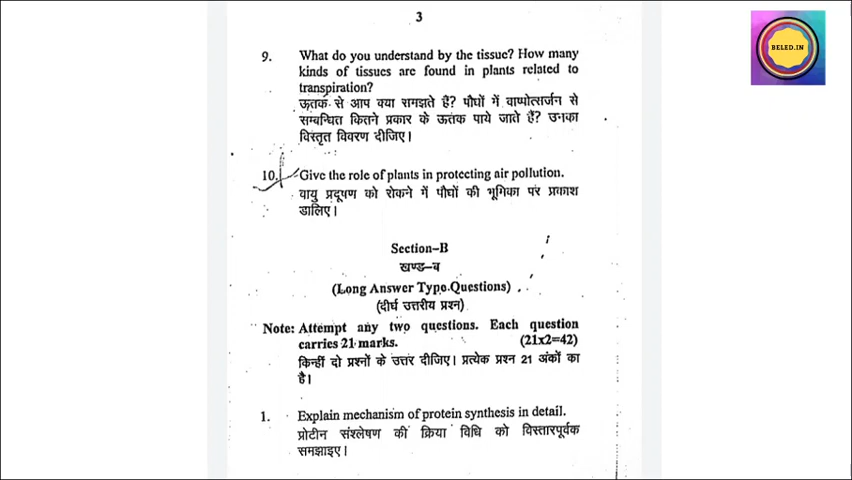 3
BELED.IN
9. What do you understand by the tissue? How many
kinds of tissues are found in plants related to
transpiration?
ऊतक से आप क्या समझते हैं? पौधों में वाष्पोत्सर्जन से
सम्बन्धित कितने प्रकार के ऊतक पाये जाते हैं? उनका
विस्तृत विवरण दीजिए।
10. Give the role of plants in protecting air pollution.
वायु प्रदूषण को रोकने में पौधों की भूमिका पर प्रकाश
डालिए।
Section-B
खण्ड-ब
(Long Answer Type Questions)
(दीर्घ उत्तरीय प्रश्न)
Note: Attempt any two questions. Each question
carries 21 marks. (21x2=42)
किन्हीं दो प्रश्नों के उत्तर दीजिए। प्रत्येक प्रश्न 21 अंकों का
है।
1. Explain mechanism of protein synthesis in detail.
प्रोटीन संश्लेषण की क्रिया विधि को विस्तारपूर्वक
समझाइए।